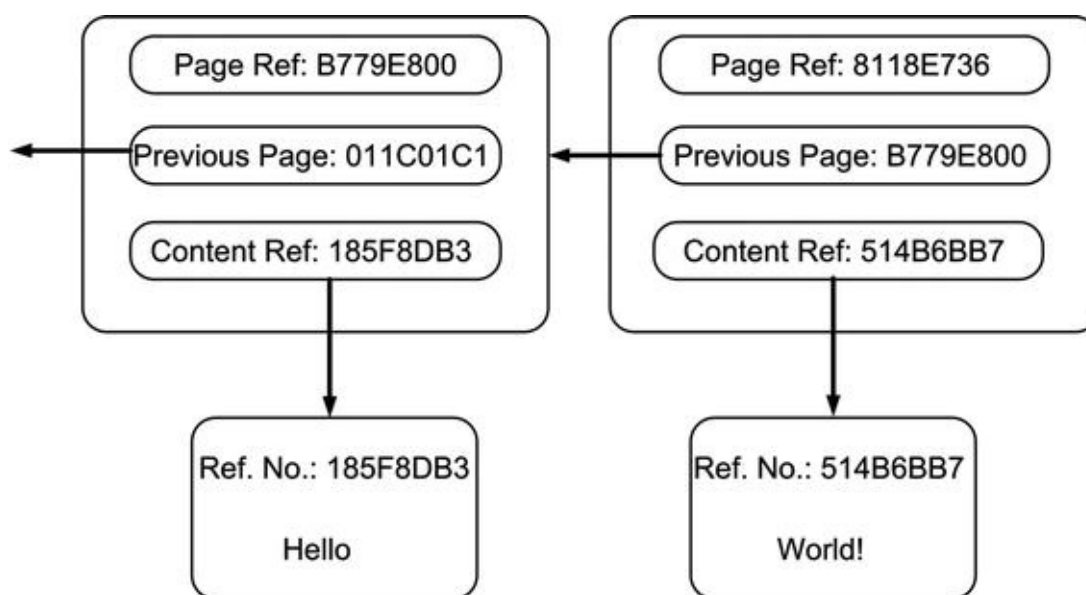 Page Ref: B779E800
Previous Page: 011C01C1
Content Ref: 185F8DB3
Ref. No.: 185F8DB3
Hello
Page Ref: 8118E736
Previous Page: B779E800
Content Ref: 514B6BB7
Ref. No.: 514B6BB7
World!